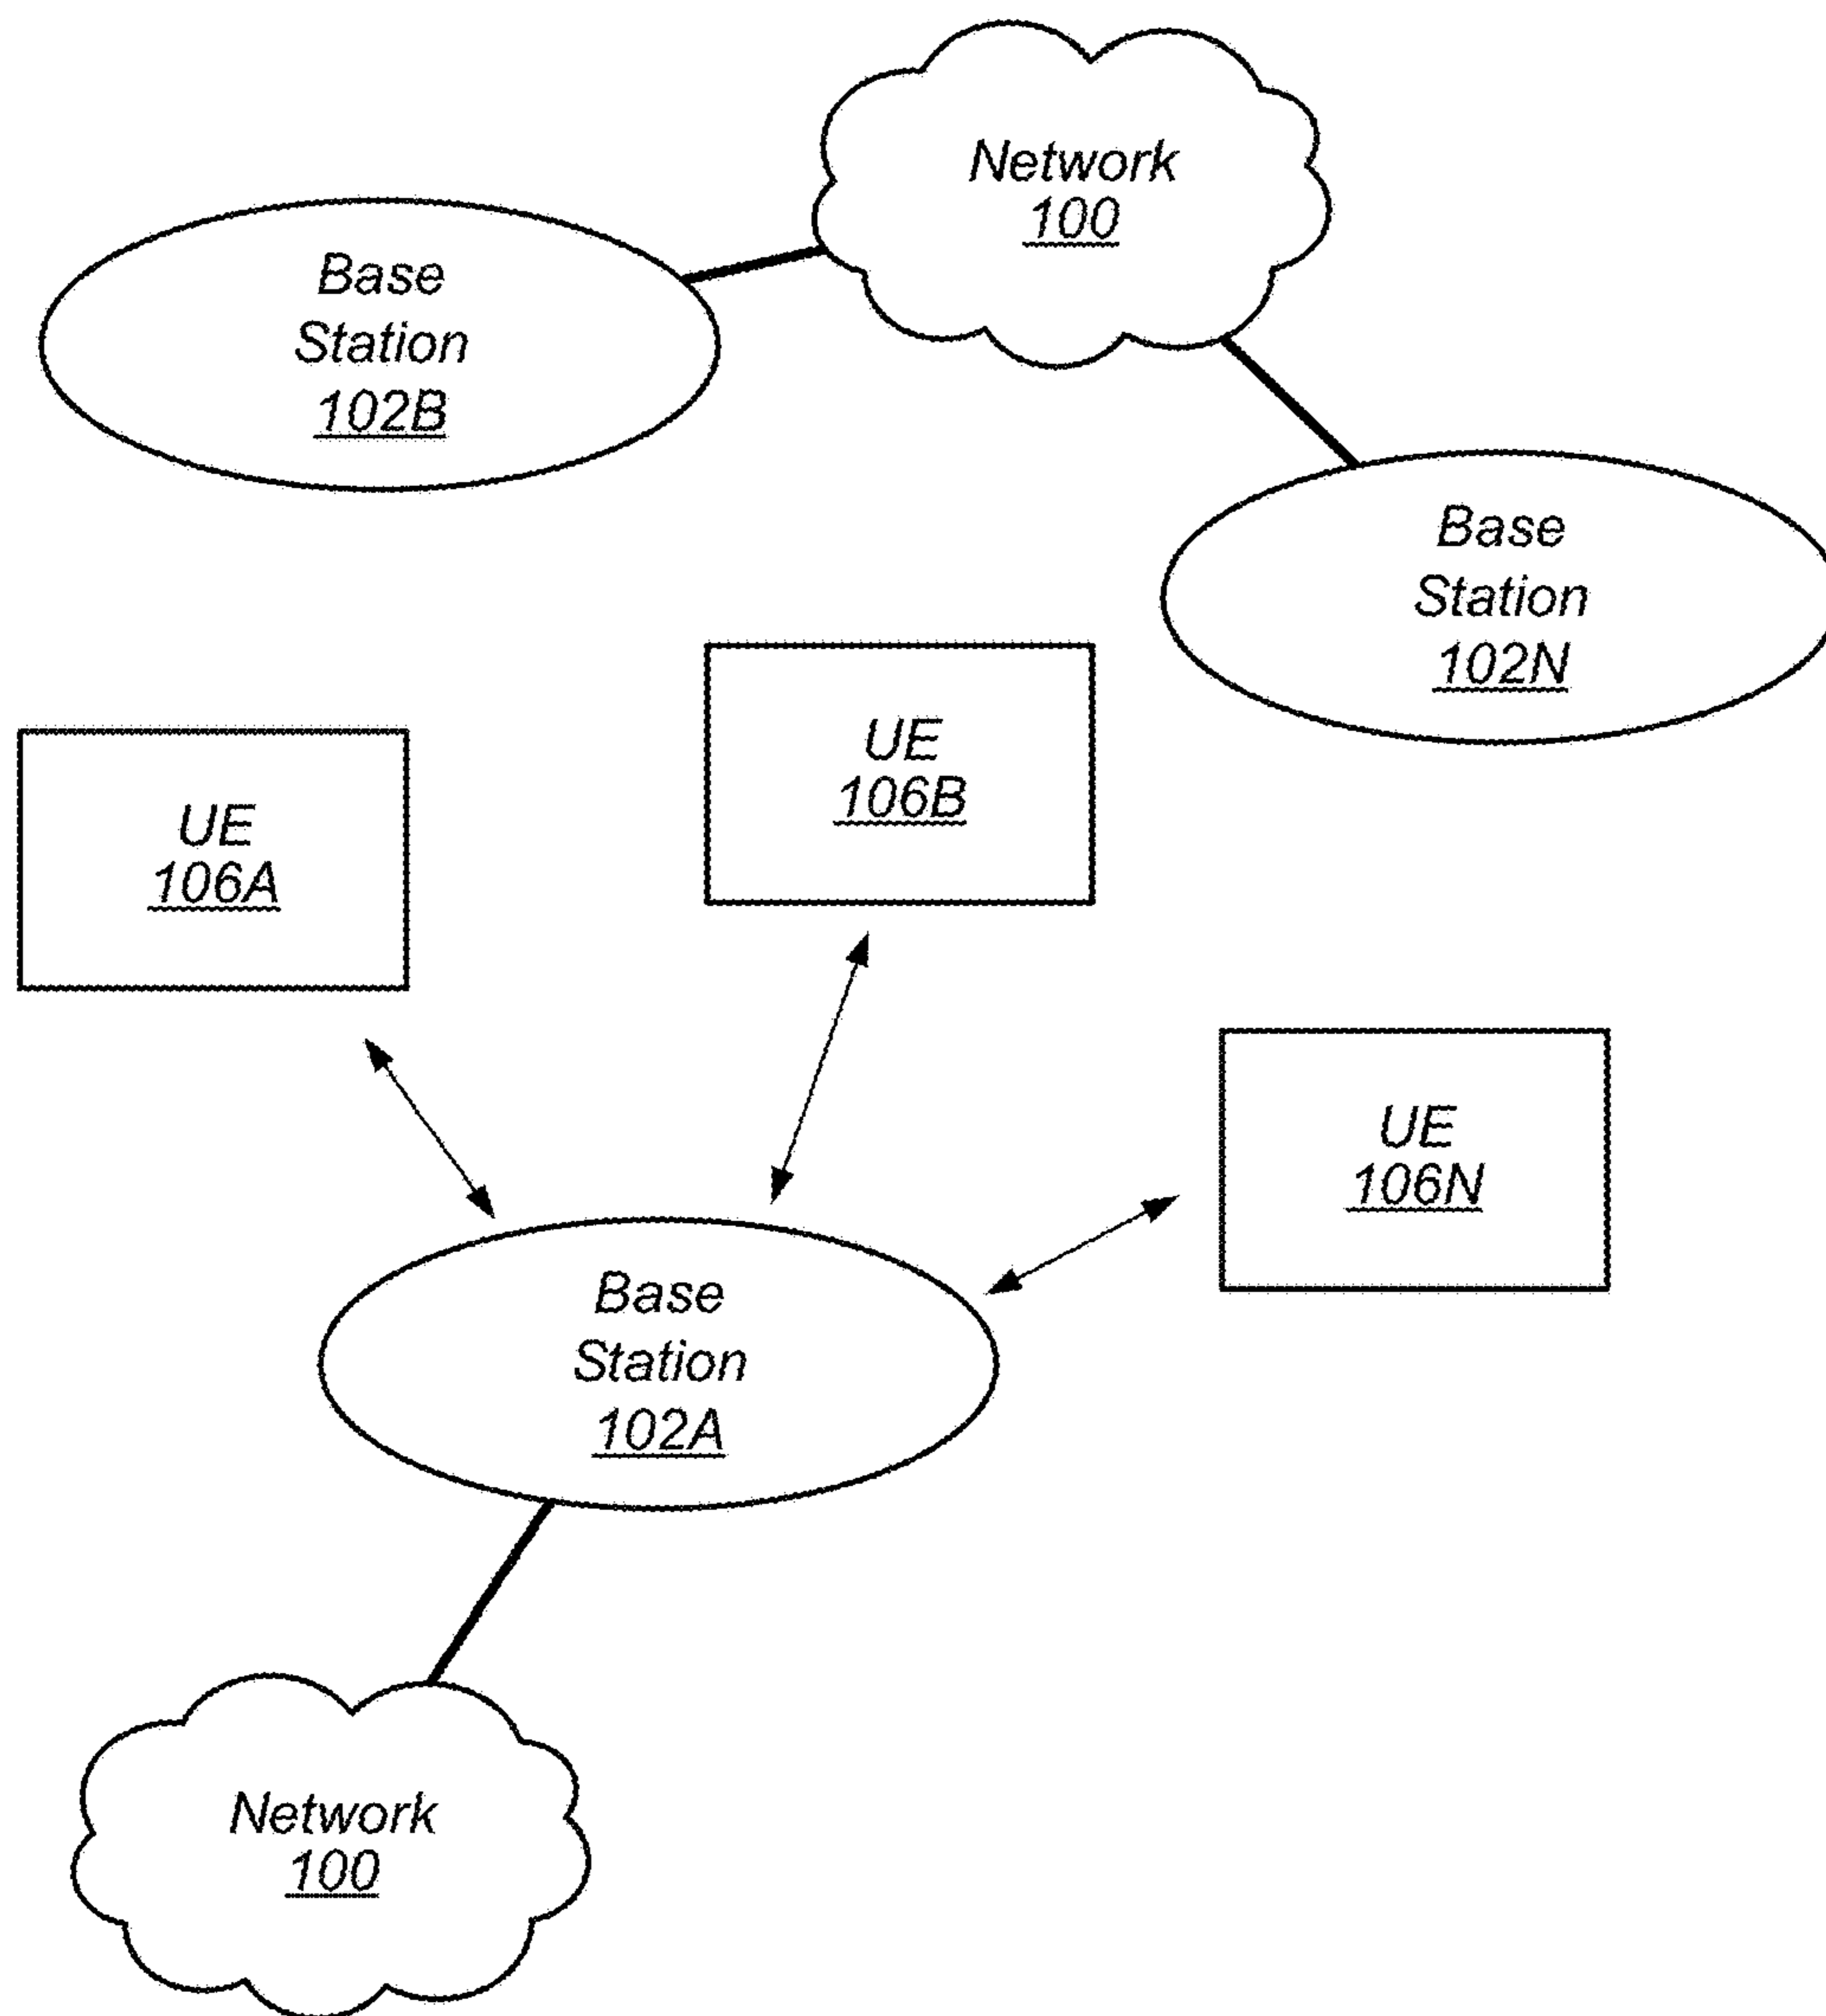 Network
100
Base
Station
102B
Base
Station
102N
UE
106B
UE
106A
UE
106N
Base
Station
102A
Network
100